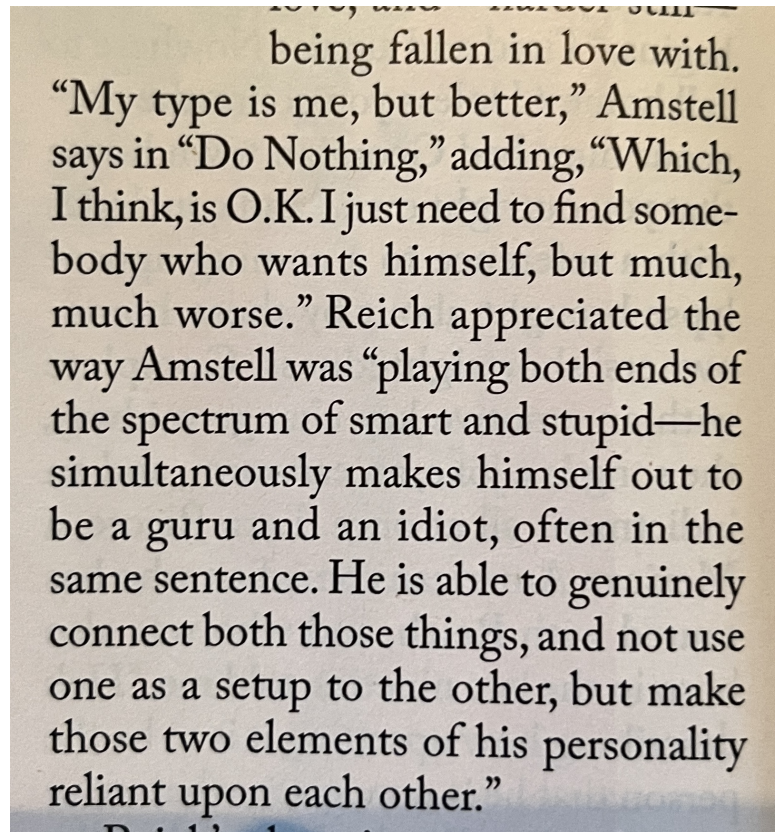 being fallen in love with.
“My type is me, but better,” Amstell
says in “Do Nothing,” adding, “Which,
I think, is O.K. I just need to find some-
body who wants himself, but much,
much worse.” Reich appreciated the
way Amstell was “playing both ends of
the spectrum of smart and stupid—he
simultaneously makes himself out to
be a guru and an idiot, often in the
same sentence. He is able to genuinely
connect both those things, and not use
one as a setup to the other, but make
those two elements of his personality
reliant upon each other.”